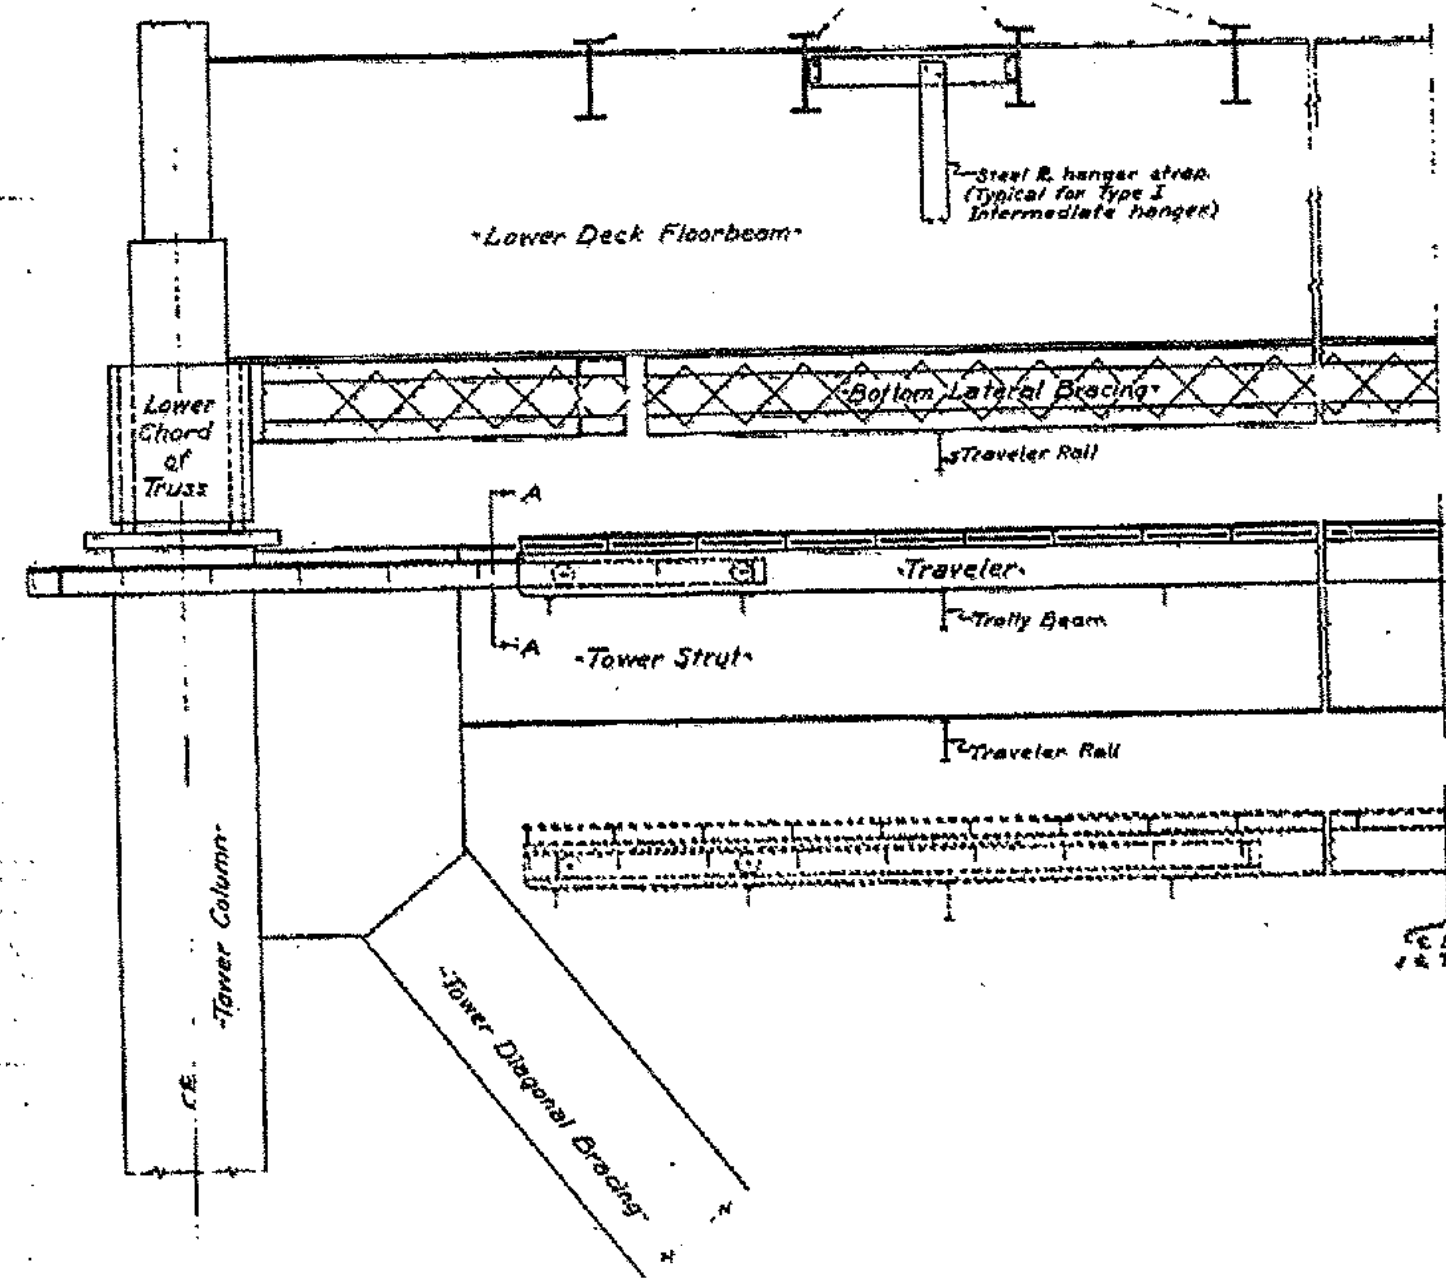 Steel ℄ hanger strap.
(Typical for Type I
Intermediate hanger)
-Lower Deck Floorbeam-
Lower
Chord
of
Truss
-Bottom Lateral Bracing-
Traveler Rail
A
-Traveler-
Trolly Beam
A
-Tower Strut-
Traveler Rail
-Tower Column-
-Tower Diagonal Bracing-